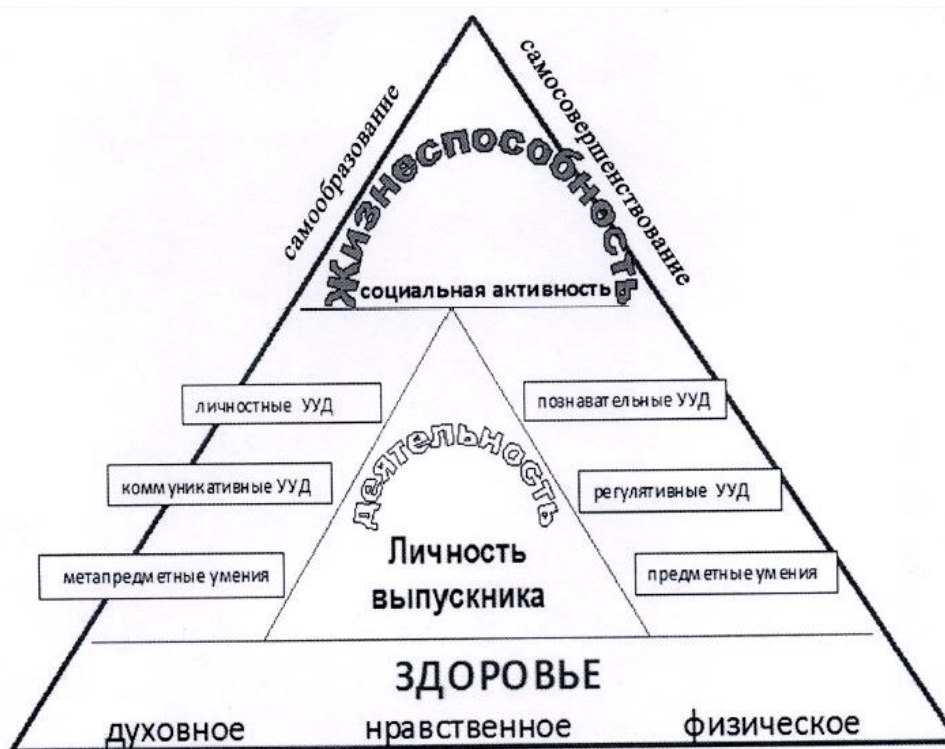 самообразование
самосовершенствование
Жизнеспособность
социальная активность
личностные УУД
познавательные УУД
коммуникативные УУД
регулятивные УУД
метапредметные умения
предметные умения
деятельность
Личность
выпускника
ЗДОРОВЬЕ
духовное нравственное физическое